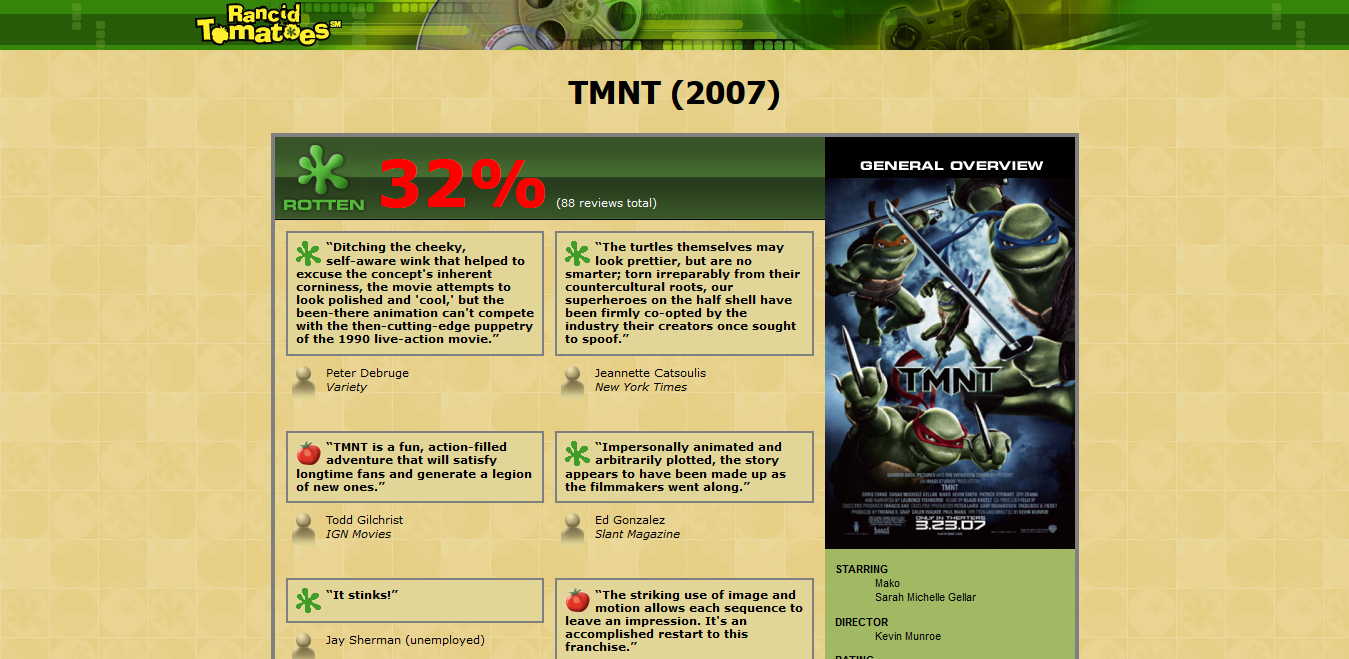 Rancid
TomatoesSM
TMNT (2007)
ROTTEN
32%
(88 reviews total)
“Ditching the cheeky,
self-aware wink that helped to
excuse the concept's inherent
corniness, the movie attempts to
look polished and 'cool,' but the
been-there animation can't compete
with the then-cutting-edge puppetry
of the 1990 live-action movie.”
Peter Debruge
Variety
“The turtles themselves may
look prettier, but are no
smarter; torn irreparably from their
countercultural roots, our
superheroes on the half shell have
been firmly co-opted by the
industry their creators once sought
to spoof.”
Jeannette Catsoulis
New York Times
“TMNT is a fun, action-filled
adventure that will satisfy
longtime fans and generate a legion
of new ones.”
Todd Gilchrist
IGN Movies
“Impersonally animated and
arbitrarily plotted, the story
appears to have been made up as
the filmmakers went along.”
Ed Gonzalez
Slant Magazine
“It stinks!”
Jay Sherman (unemployed)
“The striking use of image and
motion allows each sequence to
leave an impression. It's an
accomplished restart to this
franchise.”
GENERAL OVERVIEW
TMNT
TMNT
ONLY IN THEATERS
3.23.07
STARRING
Mako
Sarah Michelle Gellar
DIRECTOR
Kevin Munroe
RATING